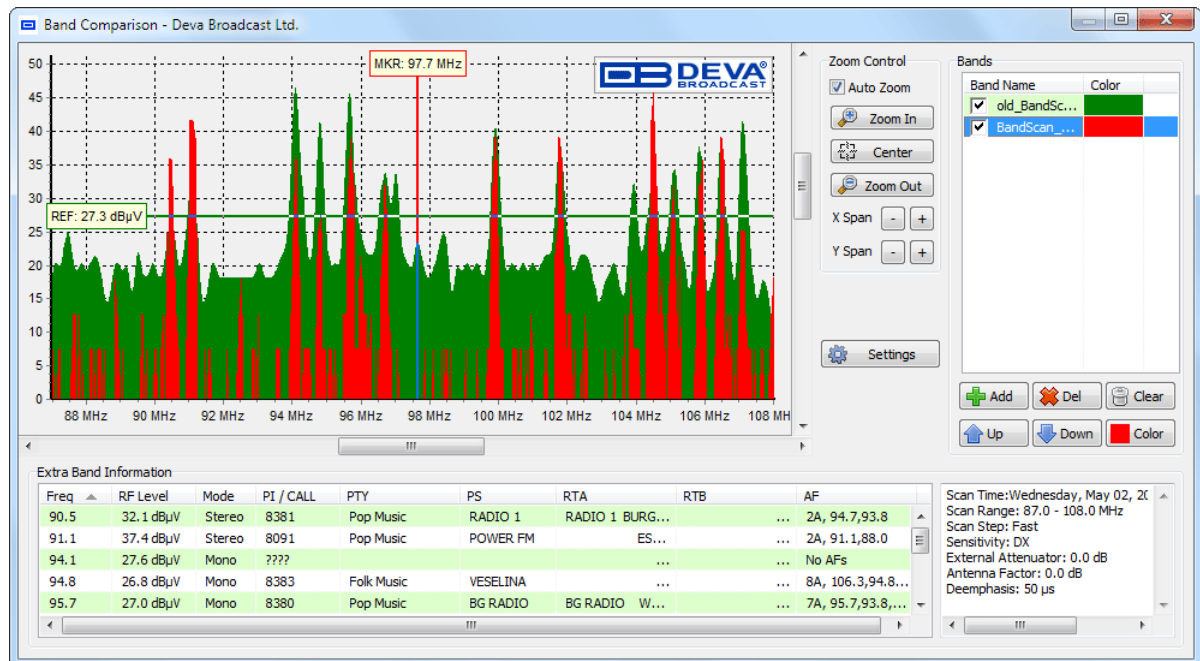 Band Comparison - Deva Broadcast Ltd.
50
45
40
35
30
25
20
15
10
5
0
MKR: 97.7 MHz
REF: 27.3 dBµV
DEVA®
BROADCAST
88 MHz 90 MHz 92 MHz 94 MHz 96 MHz 98 MHz 100 MHz 102 MHz 104 MHz 106 MHz 108 MH
Zoom Control
Auto Zoom
Zoom In
Center
Zoom Out
X Span - +
Y Span - +
Settings
Bands
Band Name Color
old_BandSc...
BandScan_...
Add Del Clear
Up Down Color
Extra Band Information
Freq RF Level Mode PI / CALL PTY PS RTA RTB AF
90.5 32.1 dBµV Stereo 8381 Pop Music RADIO 1 RADIO 1 BURG... ... 2A, 94.7,93.8
91.1 37.4 dBµV Stereo 8091 Pop Music POWER FM ES... ... 2A, 91.1,88.0
94.1 27.6 dBµV Mono ???? ... ... No AFs
94.8 26.8 dBµV Mono 8383 Folk Music VESELINA ... ... 8A, 106.3,94.8...
95.7 27.0 dBµV Mono 8380 Pop Music BG RADIO BG RADIO W... ... 7A, 95.7,93.8,...
Scan Time:Wednesday, May 02, 20
Scan Range: 87.0 - 108.0 MHz
Scan Step: Fast
Sensitivity: DX
External Attenuator: 0.0 dB
Antenna Factor: 0.0 dB
Deemphasis: 50 µs